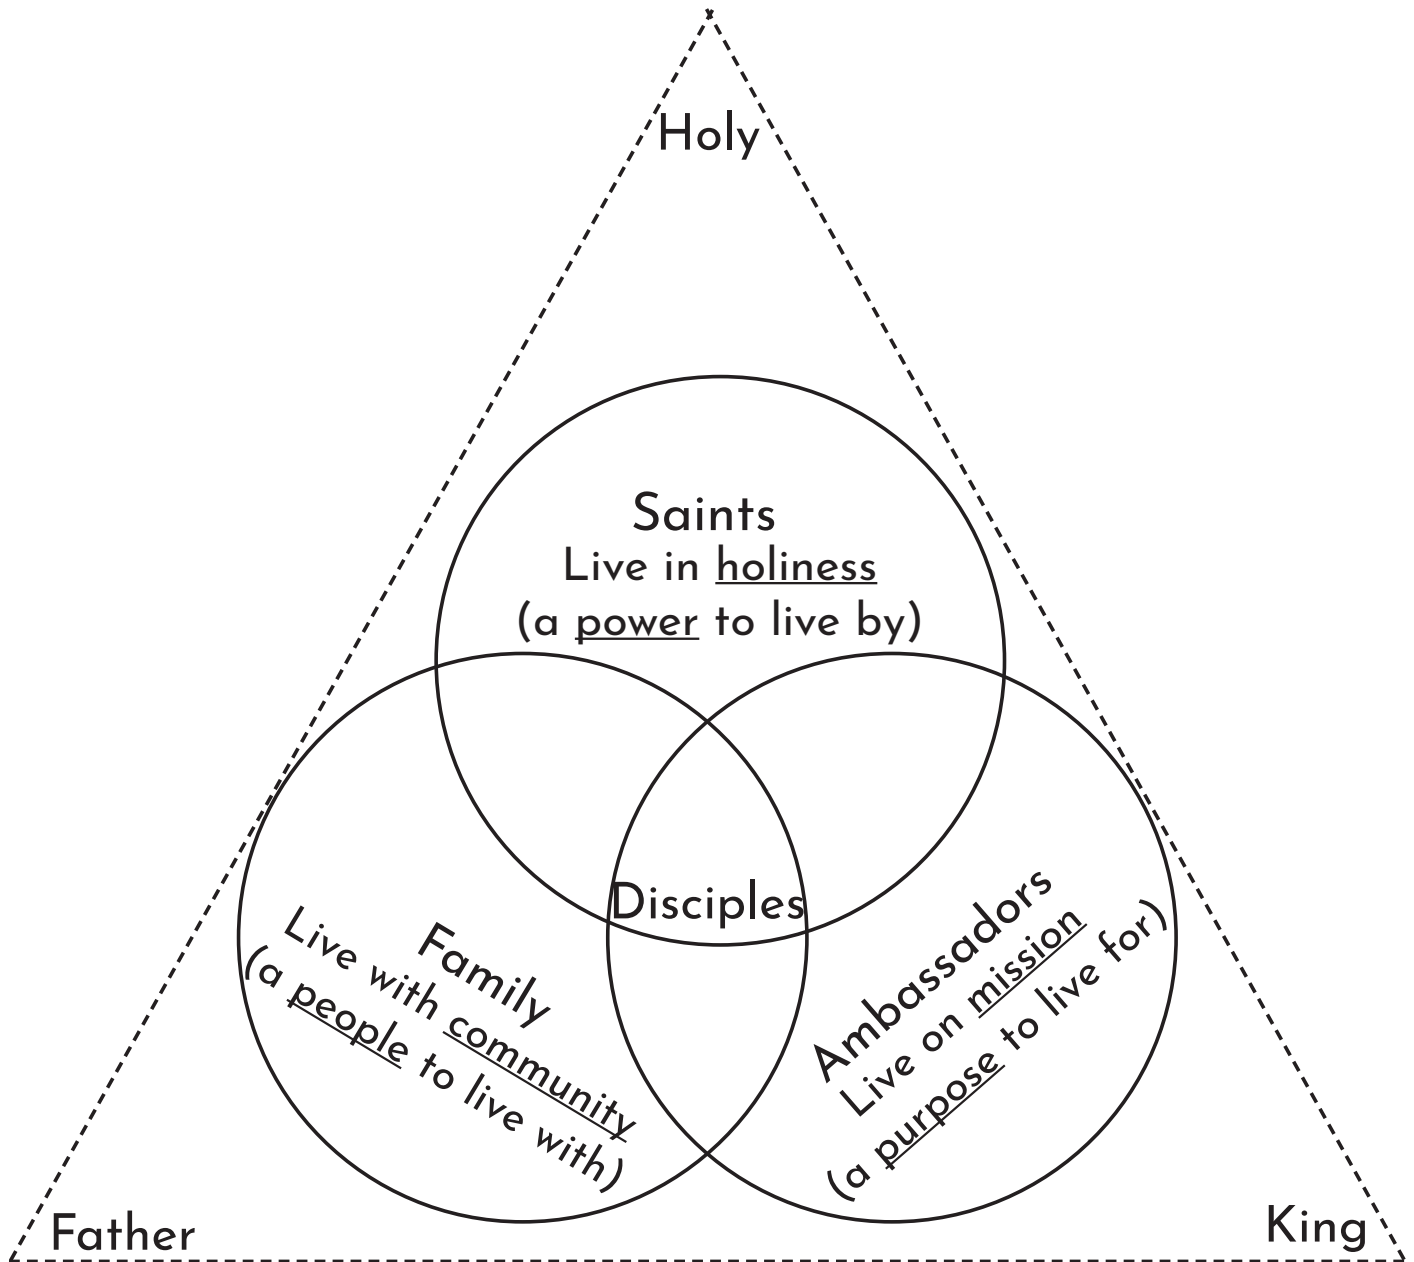 Holy
Saints
Live in holiness
(a power to live by)
Disciples
Family
Live with community
(a people to live with)
Ambassadors
Live on mission
(a purpose to live for)
Father
King